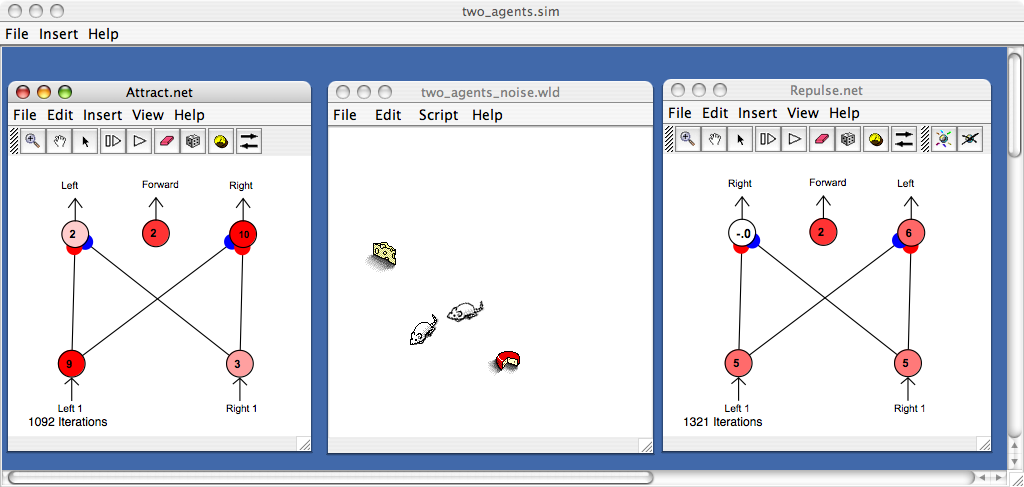 two_agents.sim
File Insert Help
Attract.net
File Edit Insert View Help
Left Forward Right
2 2 10
9 3
Left 1 Right 1
1092 Iterations
two_agents_noise.wld
File Edit Script Help
Repulse.net
File Edit Insert View Help
Right Forward Left
-.0 2 6
5 5
Left 1 Right 1
1321 Iterations